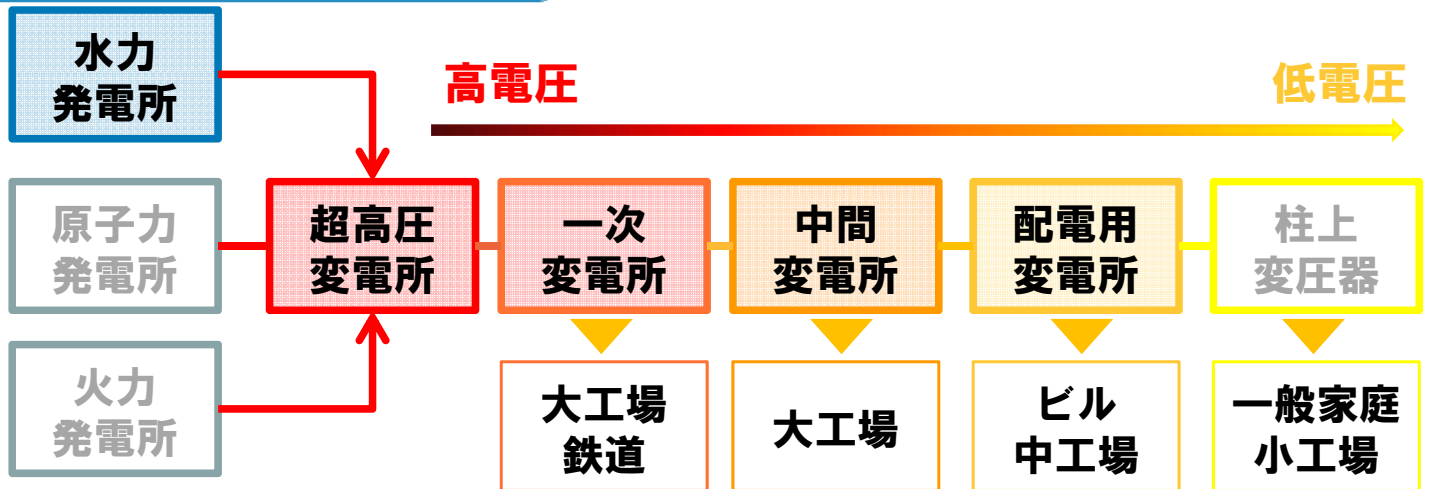 水力
発電所
高電圧
低電圧
原子力
発電所
超高圧
変電所
一次
変電所
中間
変電所
配電用
変電所
柱上
変圧器
火力
発電所
大工場
鉄道
大工場
ビル
中工場
一般家庭
小工場